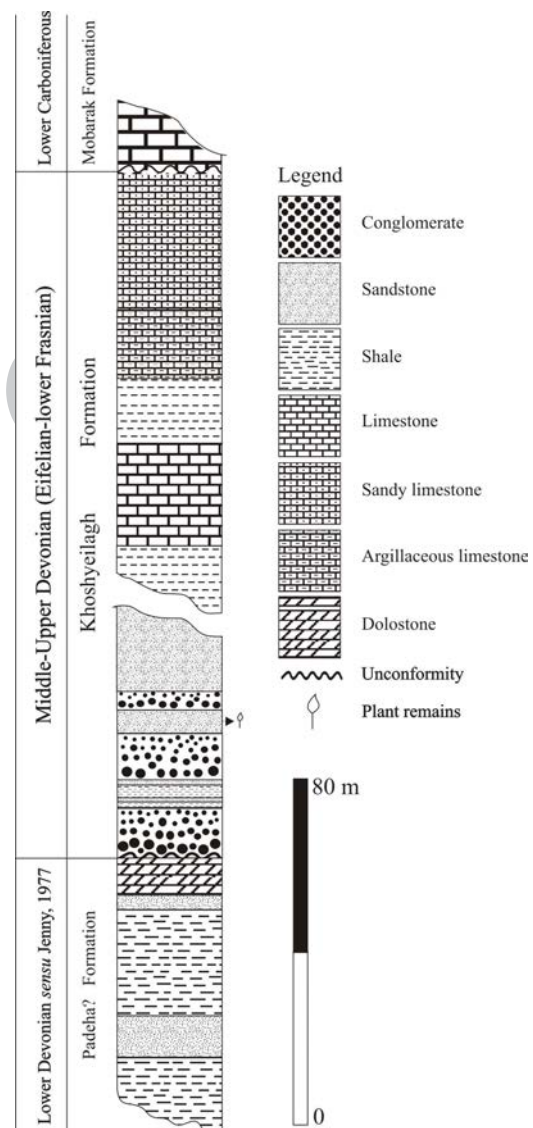 Lower Carboniferous
Mobarak Formation
Middle-Upper Devonian (Eifelian-lower Frasnian)
Khoshyeilagh Formation
Lower Devonian sensu Jenny, 1977
Padeha? Formation
Legend
Conglomerate
Sandstone
Shale
Limestone
Sandy limestone
Argillaceous limestone
Dolostone
Unconformity
Plant remains
80 m
0